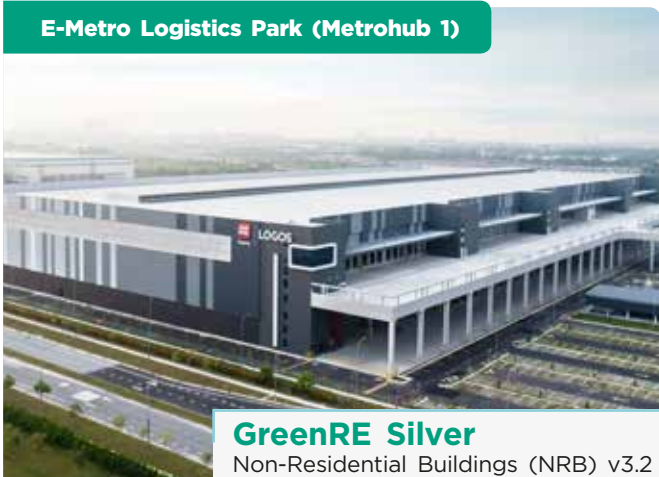 E-Metro Logistics Park (Metrohub 1)
LOGOS
GreenRE Silver
Non-Residential Buildings (NRB) v3.2